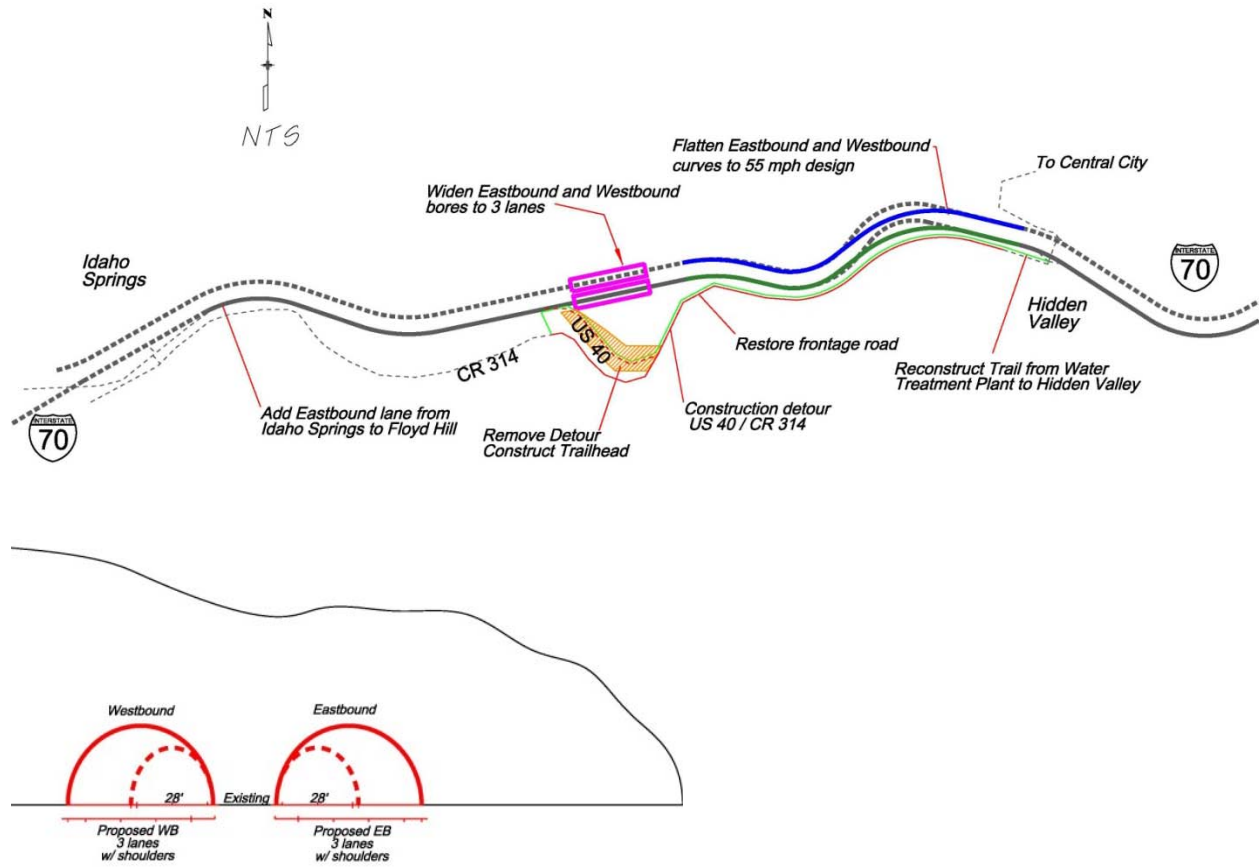 N
NTS
Flatten Eastbound and Westbound
curves to 55 mph design
To Central City
Widen Eastbound and Westbound
bores to 3 lanes
Idaho
Springs
INTERSTATE
70
Hidden
Valley
US 40
Restore frontage road
CR 314
Reconstruct Trail from Water
Treatment Plant to Hidden Valley
Add Eastbound lane from
Idaho Springs to Floyd Hill
Construction detour
US 40 / CR 314
Remove Detour
Construct Trailhead
INTERSTATE
70
Westbound
Eastbound
28'
Existing
28'
Proposed WB
3 lanes
w/ shoulders
Proposed EB
3 lanes
w/ shoulders